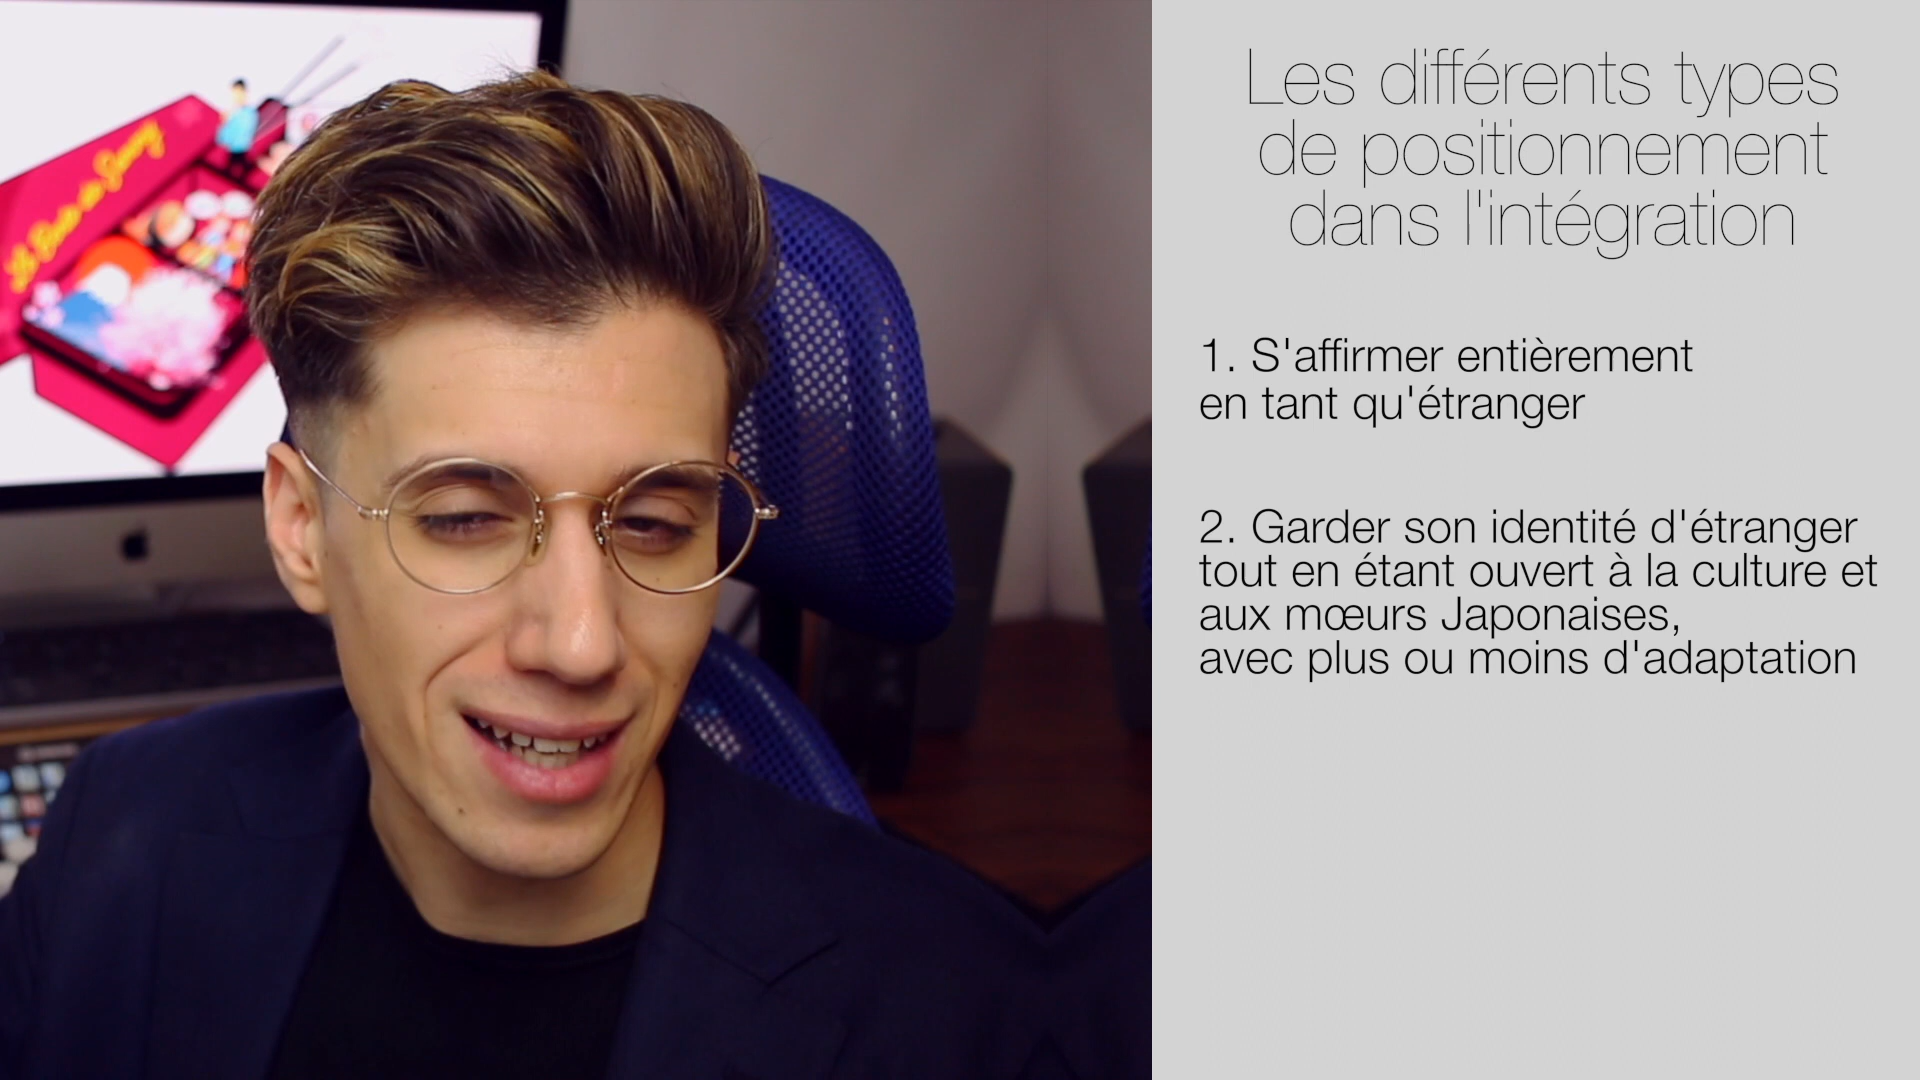 Les différents types
de positionnement
dans l'intégration
1. S'affirmer entièrement
en tant qu'étranger
2. Garder son identité d'étranger
tout en étant ouvert à la culture et
aux mœurs Japonaises,
avec plus ou moins d'adaptation